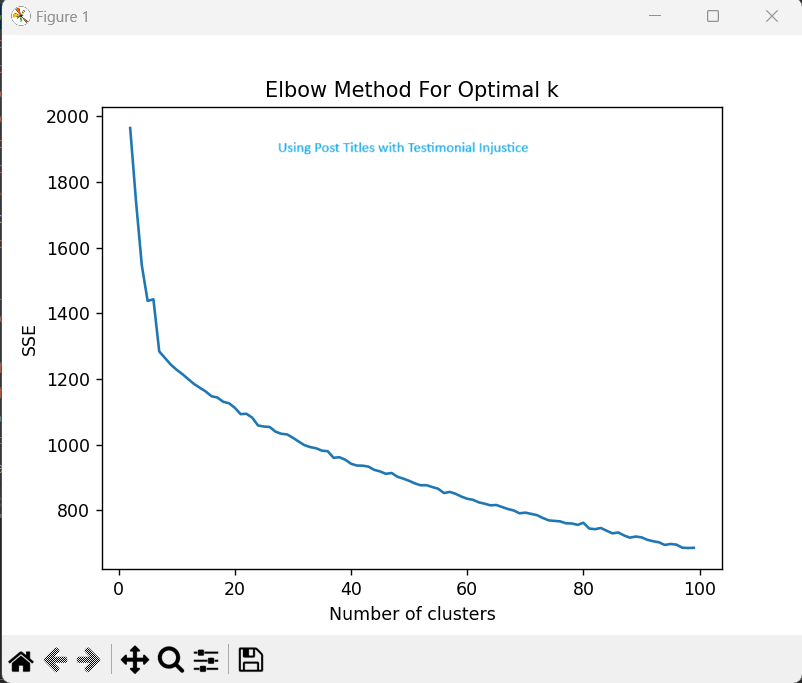 Figure 1
Elbow Method For Optimal k
Using Post Titles with Testimonial Injustice
2000
1800
1600
1400
1200
1000
800
SSE
0 20 40 60 80 100
Number of clusters